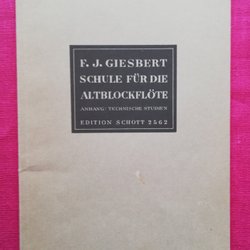 F. J. GIESBERT
SCHULE FÜR DIE
ALTBLOCKFLÖTE
ANHANG: TECHNISCHE STUDIEN
EDITION SCHOTT 2562